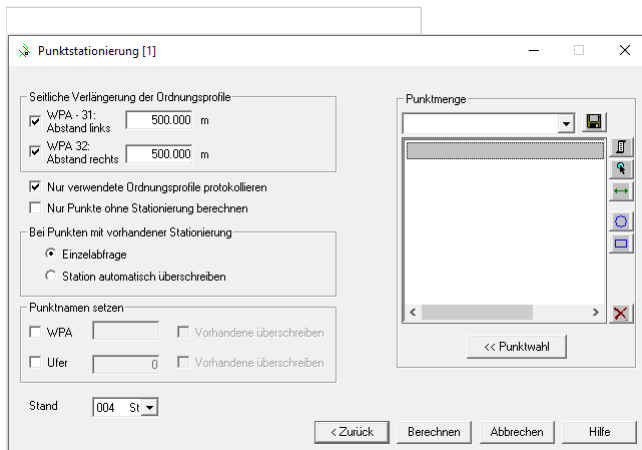 Punktstationierung [1]
Seitliche Verlängerung der Ordnungsprofile
WPA - 31:
Abstand links
500.000 m
WPA 32:
Abstand rechts
500.000 m
Nur verwendete Ordnungsprofile protokollieren
Nur Punkte ohne Stationierung berechnen
Bei Punkten mit vorhandener Stationierung
Einzelabfrage
Station automatisch überschreiben
Punktnamen setzen
WPA
Vorhandene überschreiben
Ufer
0
Vorhandene überschreiben
Stand
004 St
Punktmenge
<< Punktwahl
< Zurück
Berechnen
Abbrechen
Hilfe